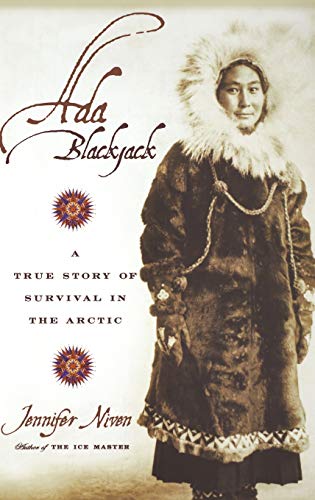 Ada
Blackjack
A
TRUE STORY OF
SURVIVAL IN
THE ARCTIC
Jennifer Niven
Author of THE ICE MASTER